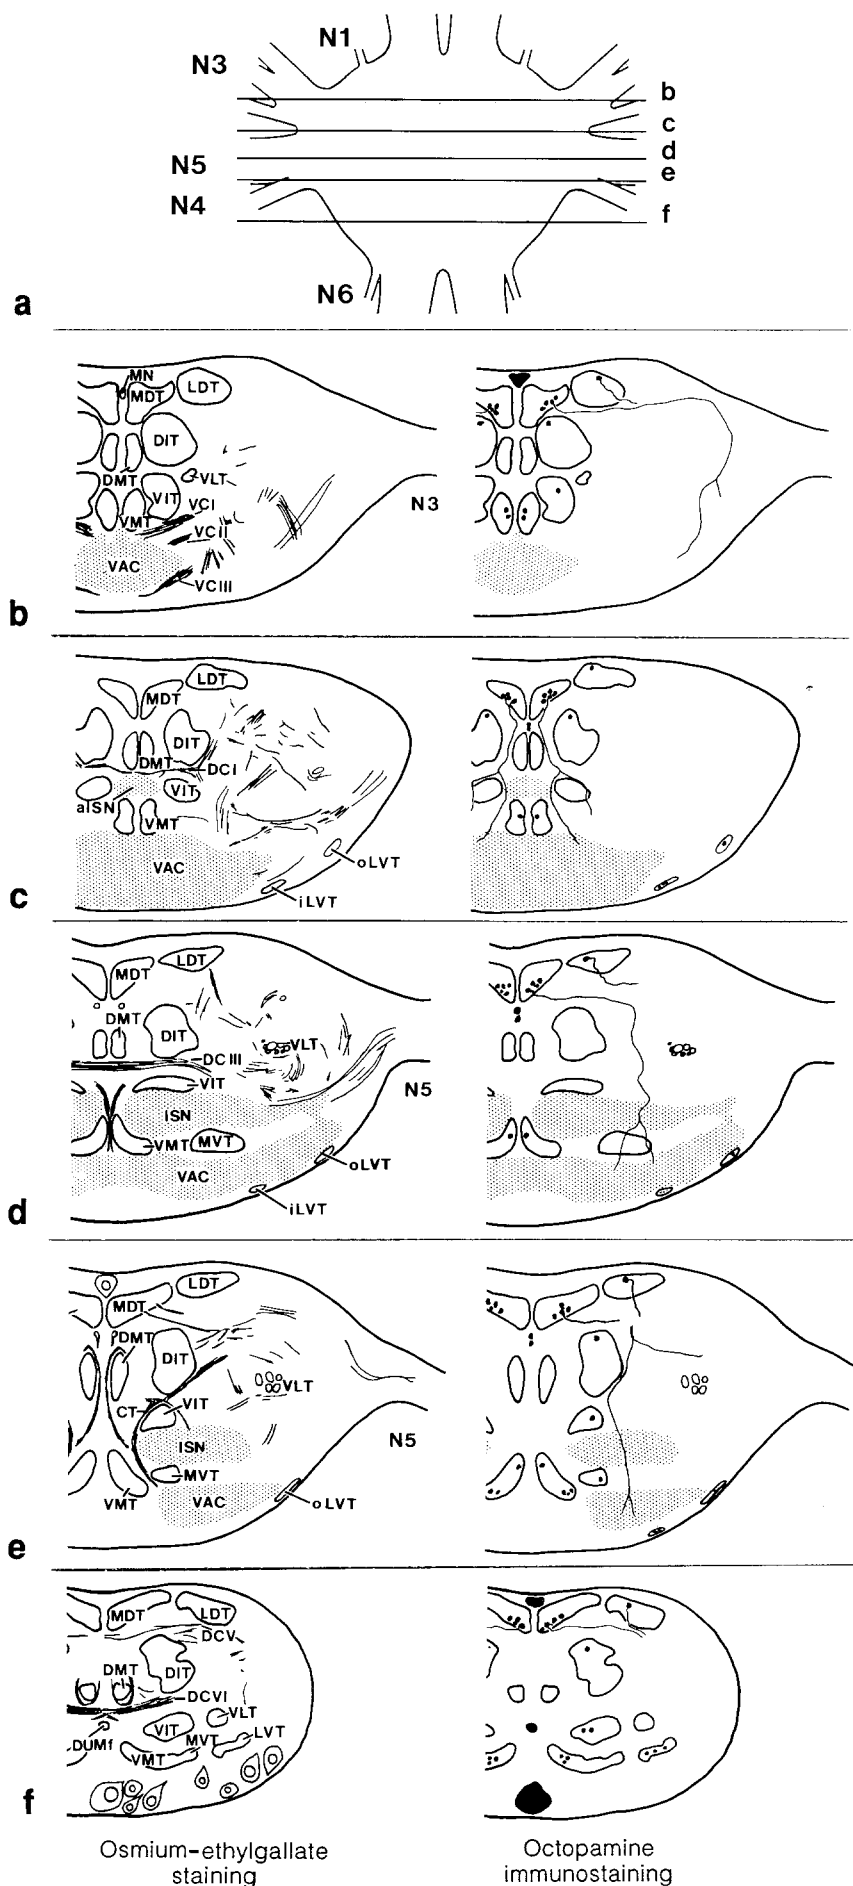 N1
N3
b
c
d
N5
e
N4
f
N6
a
MN
MDT
LDT
DIT
DMT
VLT
VIT
VCI
N3
VMT
VCII
VAC
VCIII
b
LDT
MDT
DIT
DMT
DCI
VIT
aISN
VMT
VAC
oLVT
iLVT
c
LDT
MDT
DMT
DIT
VLT
DCIII
VIT
N5
ISN
VMT
MVT
VAC
oLVT
iLVT
d
LDT
MDT
DMT
DIT
VLT
CT
VIT
ISN
N5
MVT
VMT
VAC
oLVT
e
MDT
LDT
DCV
DMT
DIT
DCVI
VLT
DUMf
VIT
MVT
LVT
VMT
f
Osmium-ethylgallate
staining
Octopamine
immunostaining